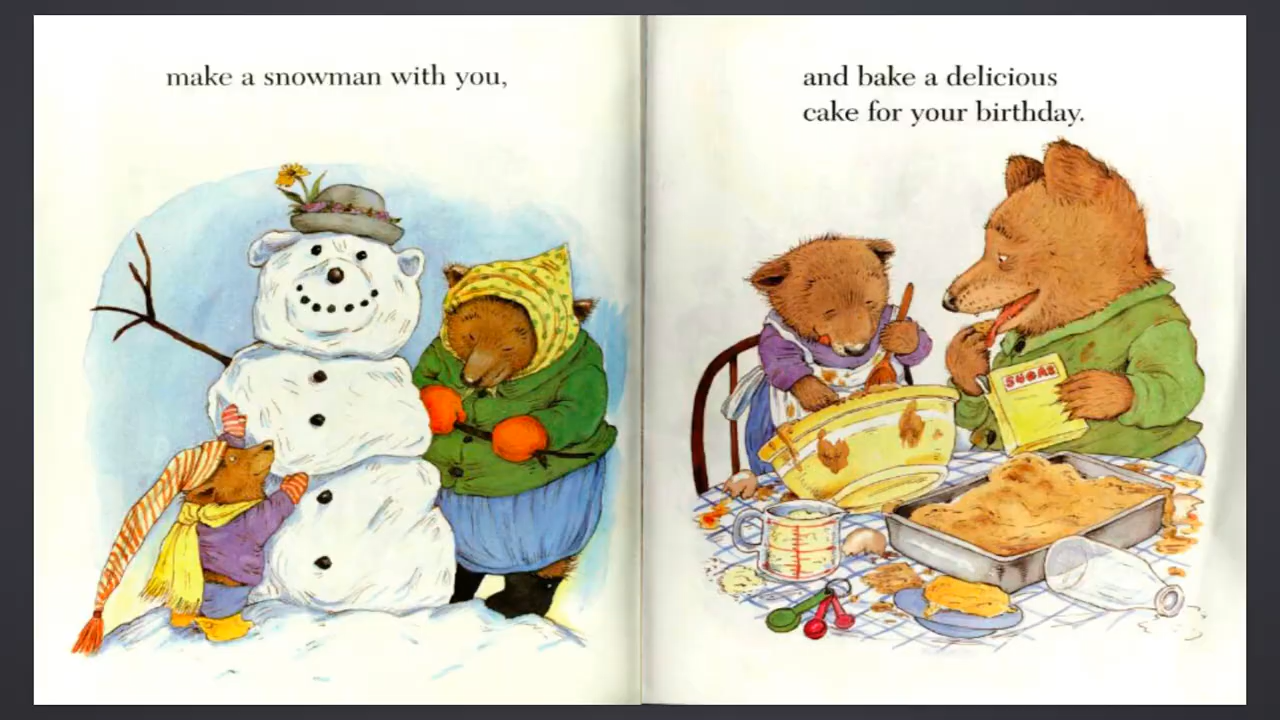 make a snowman with you,
and bake a delicious
cake for your birthday.
SUGAR